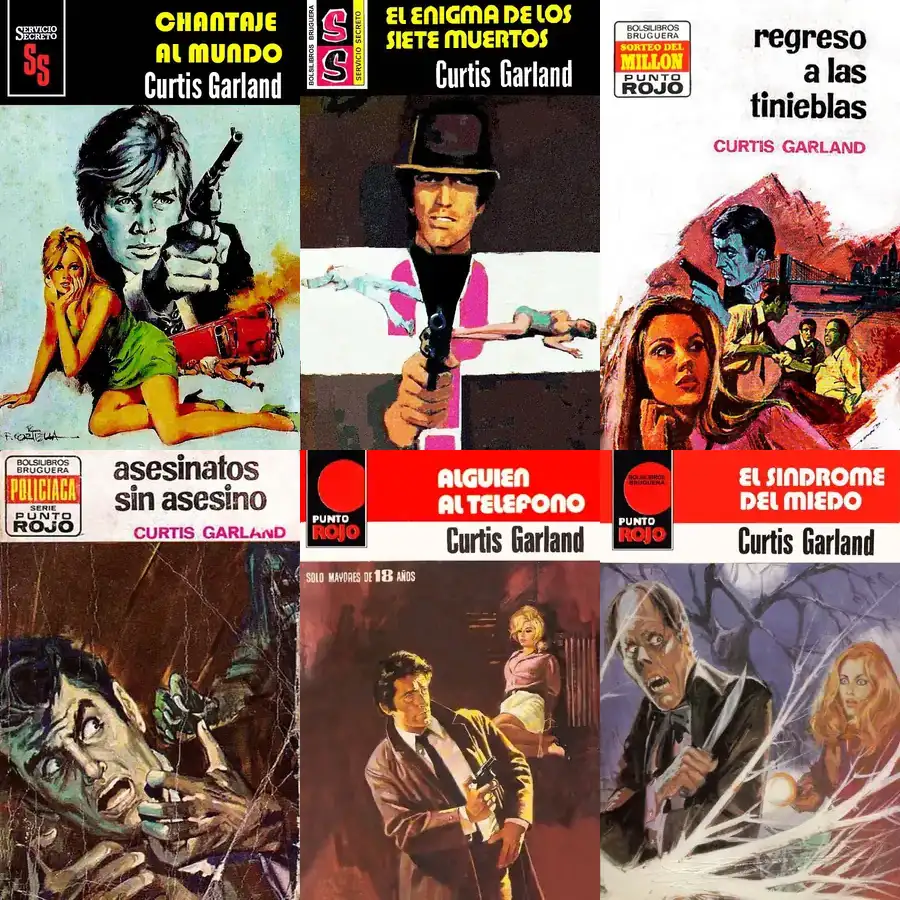 SERVICIO
SECRETO
SS
CHANTAJE
AL MUNDO
Curtis Garland
BOLSILIBROS BRUGUERA
SS
SERVICIO SECRETO
EL ENIGMA DE LOS
SIETE MUERTOS
Curtis Garland
BOLSILIBROS
BRUGUERA
SORTEO DEL
MILLON
PUNTO
ROJO
regreso
a las
tinieblas
CURTIS GARLAND
BOLSILIBROS
BRUGUERA
POLICIACA
SERIE
PUNTO
ROJO
asesinatos
sin asesino
CURTIS GARLAND
PUNTO
ROJO
ALGUIEN
AL TELEFONO
Curtis Garland
SOLO MAYORES DE 18 AÑOS
BOLSILIBROS
BRUGUERA
PUNTO
ROJO
EL SINDROME
DEL MIEDO
Curtis Garland